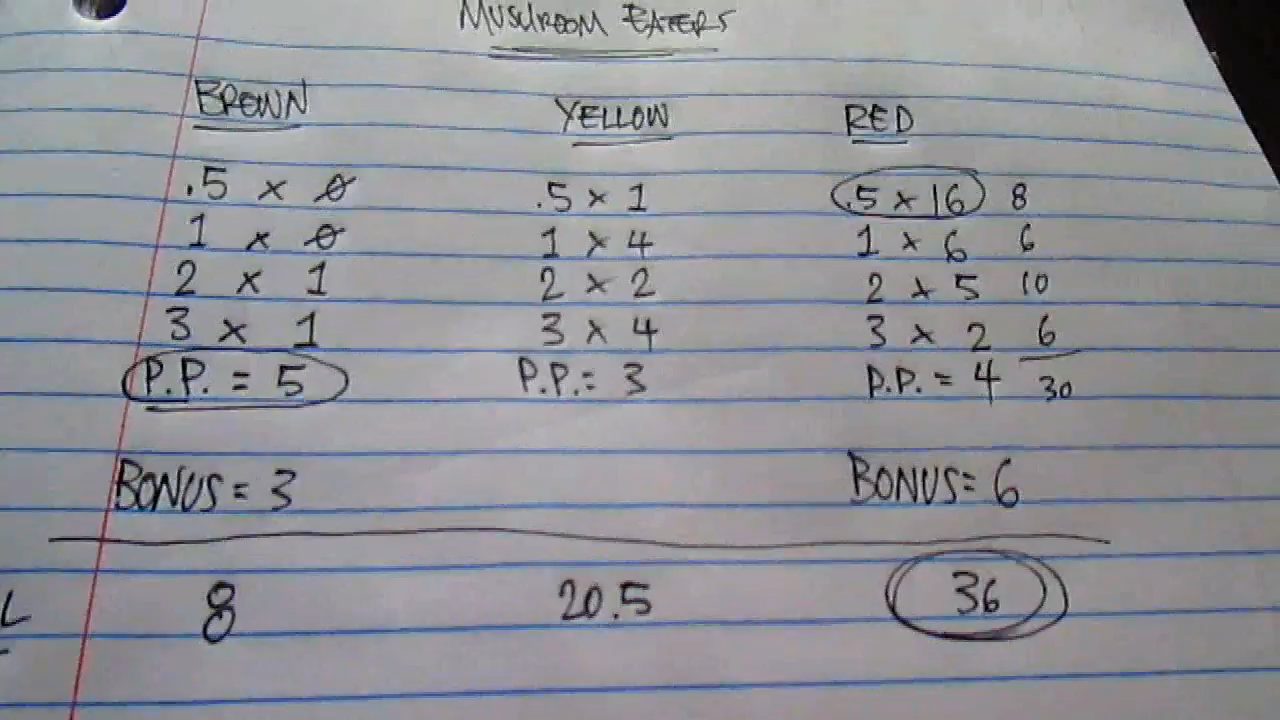 MUSHROOM EATERS
BROWN YELLOW RED
.5 x 0 .5 x 1 .5 x 16 8
1 x 0 1 x 4 1 x 6 6
2 x 1 2 x 2 2 x 5 10
3 x 1 3 x 4 3 x 2 6
P.P. = 5 P.P. = 3 P.P. = 4 30
BONUS = 3 BONUS = 6
L 8 20.5 36